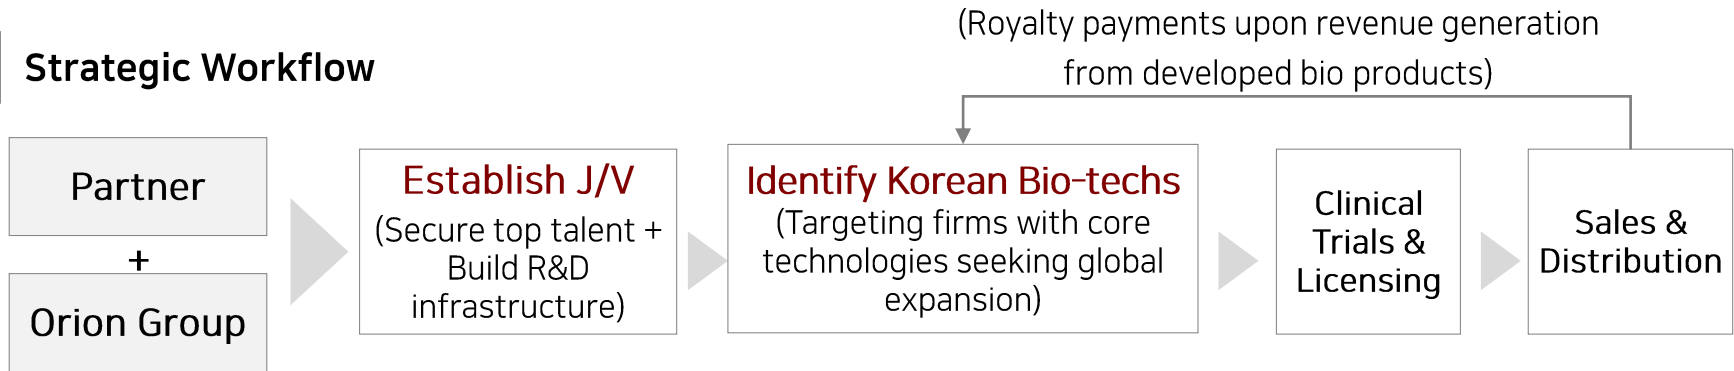 Strategic Workflow
(Royalty payments upon revenue generation
from developed bio products)
Partner
+
Orion Group
Establish J/V
(Secure top talent +
Build R&D
infrastructure)
Identify Korean Bio-techs
(Targeting firms with core
technologies seeking global
expansion)
Clinical
Trials &
Licensing
Sales &
Distribution